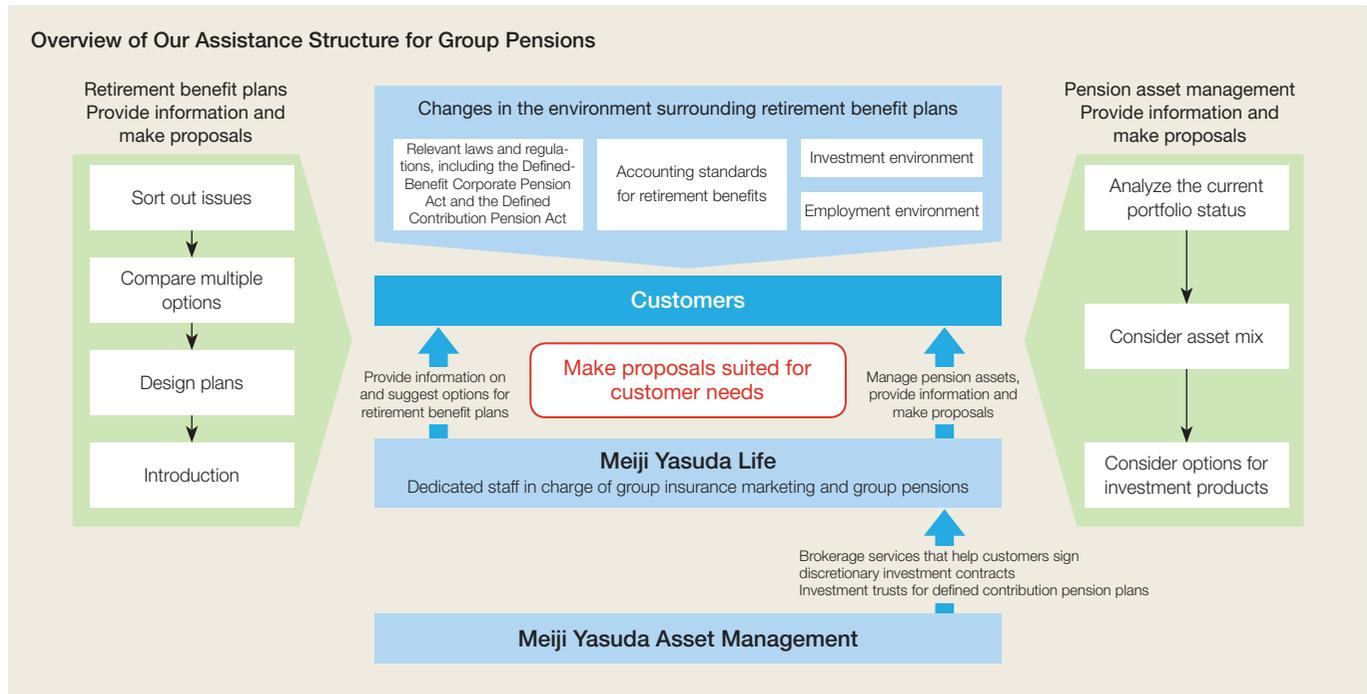 Overview of Our Assistance Structure for Group Pensions
Retirement benefit plans
Provide information and
make proposals
Sort out issues
Compare multiple
options
Design plans
Introduction
Changes in the environment surrounding retirement benefit plans
Relevant laws and regula-
tions, including the Defined-
Benefit Corporate Pension
Act and the Defined
Contribution Pension Act
Accounting standards
for retirement benefits
Investment environment
Employment environment
Customers
Provide information on
and suggest options for
retirement benefit plans
Make proposals suited for
customer needs
Manage pension assets,
provide information and
make proposals
Meiji Yasuda Life
Dedicated staff in charge of group insurance marketing and group pensions
Brokerage services that help customers sign
discretionary investment contracts
Investment trusts for defined contribution pension plans
Meiji Yasuda Asset Management
Pension asset management
Provide information and
make proposals
Analyze the current
portfolio status
Consider asset mix
Consider options for
investment products